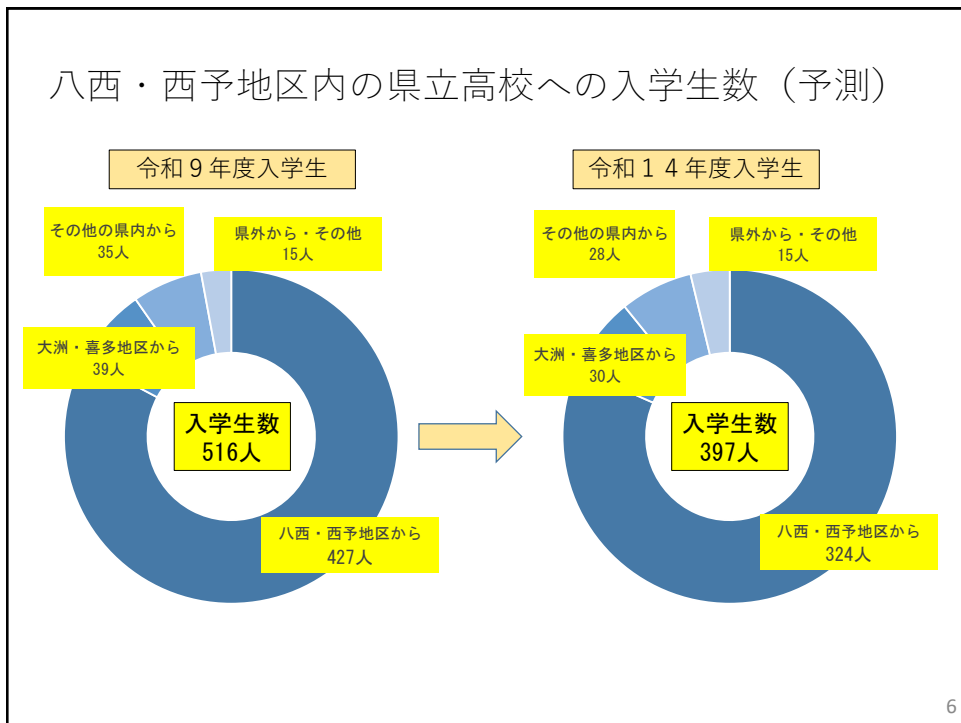 八西・西予地区内の県立高校への入学生数（予測）
令和９年度入学生
その他の県内から
35人
県外から・その他
15人
大洲・喜多地区から
39人
入学生数
516人
八西・西予地区から
427人
令和１４年度入学生
その他の県内から
28人
県外から・その他
15人
大洲・喜多地区から
30人
入学生数
397人
八西・西予地区から
324人
6